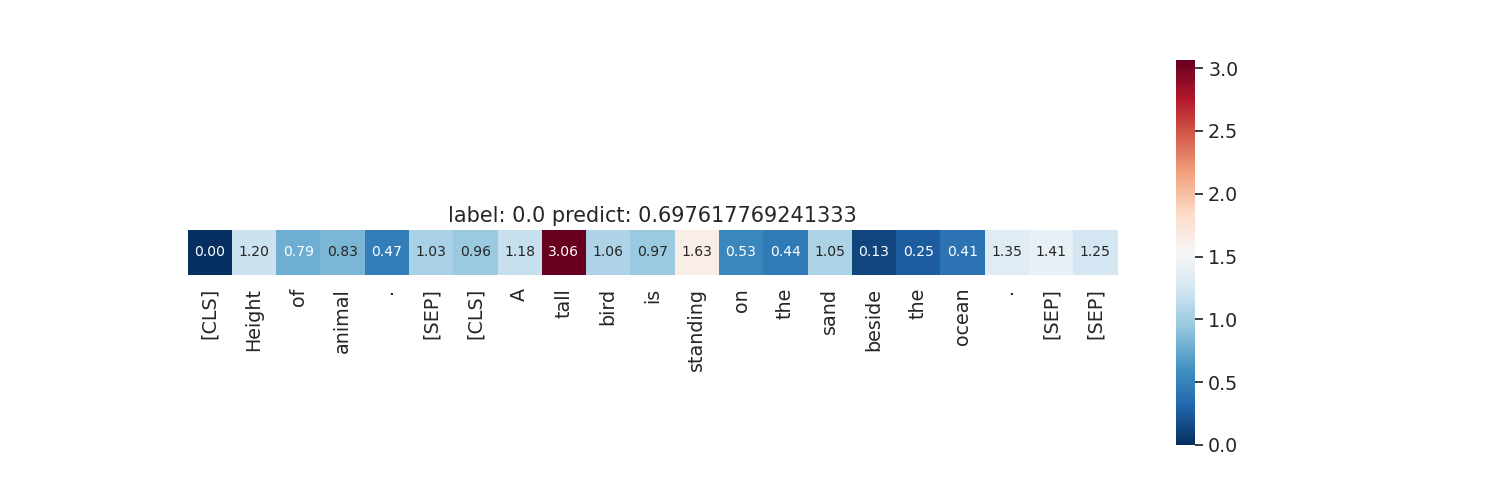 label: 0.0 predict: 0.697617769241333
0.00 1.20 0.79 0.83 0.47 1.03 0.96 1.18 3.06 1.06 0.97 1.63 0.53 0.44 1.05 0.13 0.25 0.41 1.35 1.41 1.25
[CLS] Height of animal . [SEP] [CLS] A tall bird is standing on the sand beside the ocean . [SEP] [SEP]
3.0
2.5
2.0
1.5
1.0
0.5
0.0